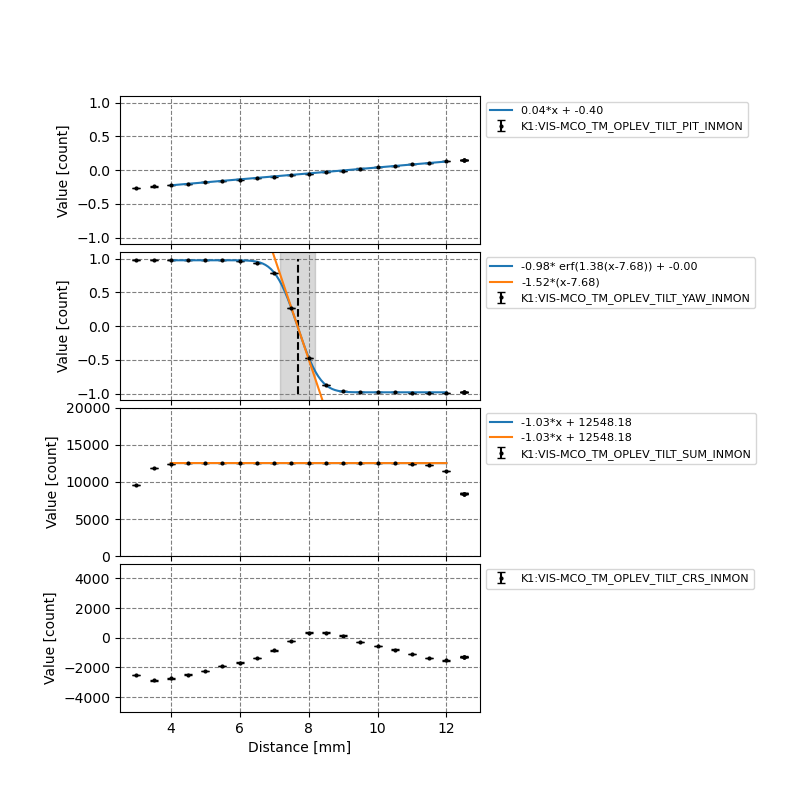 1.0
0.5
0.0
−0.5
−1.0
Value [count]
0.04*x + -0.40
K1:VIS-MCO_TM_OPLEV_TILT_PIT_INMON
1.0
0.5
0.0
−0.5
−1.0
Value [count]
-0.98* erf(1.38(x-7.68)) + -0.00
-1.52*(x-7.68)
K1:VIS-MCO_TM_OPLEV_TILT_YAW_INMON
20000
15000
10000
5000
0
Value [count]
-1.03*x + 12548.18
-1.03*x + 12548.18
K1:VIS-MCO_TM_OPLEV_TILT_SUM_INMON
4000
2000
0
−2000
−4000
Value [count]
K1:VIS-MCO_TM_OPLEV_TILT_CRS_INMON
4 6 8 10 12
Distance [mm]